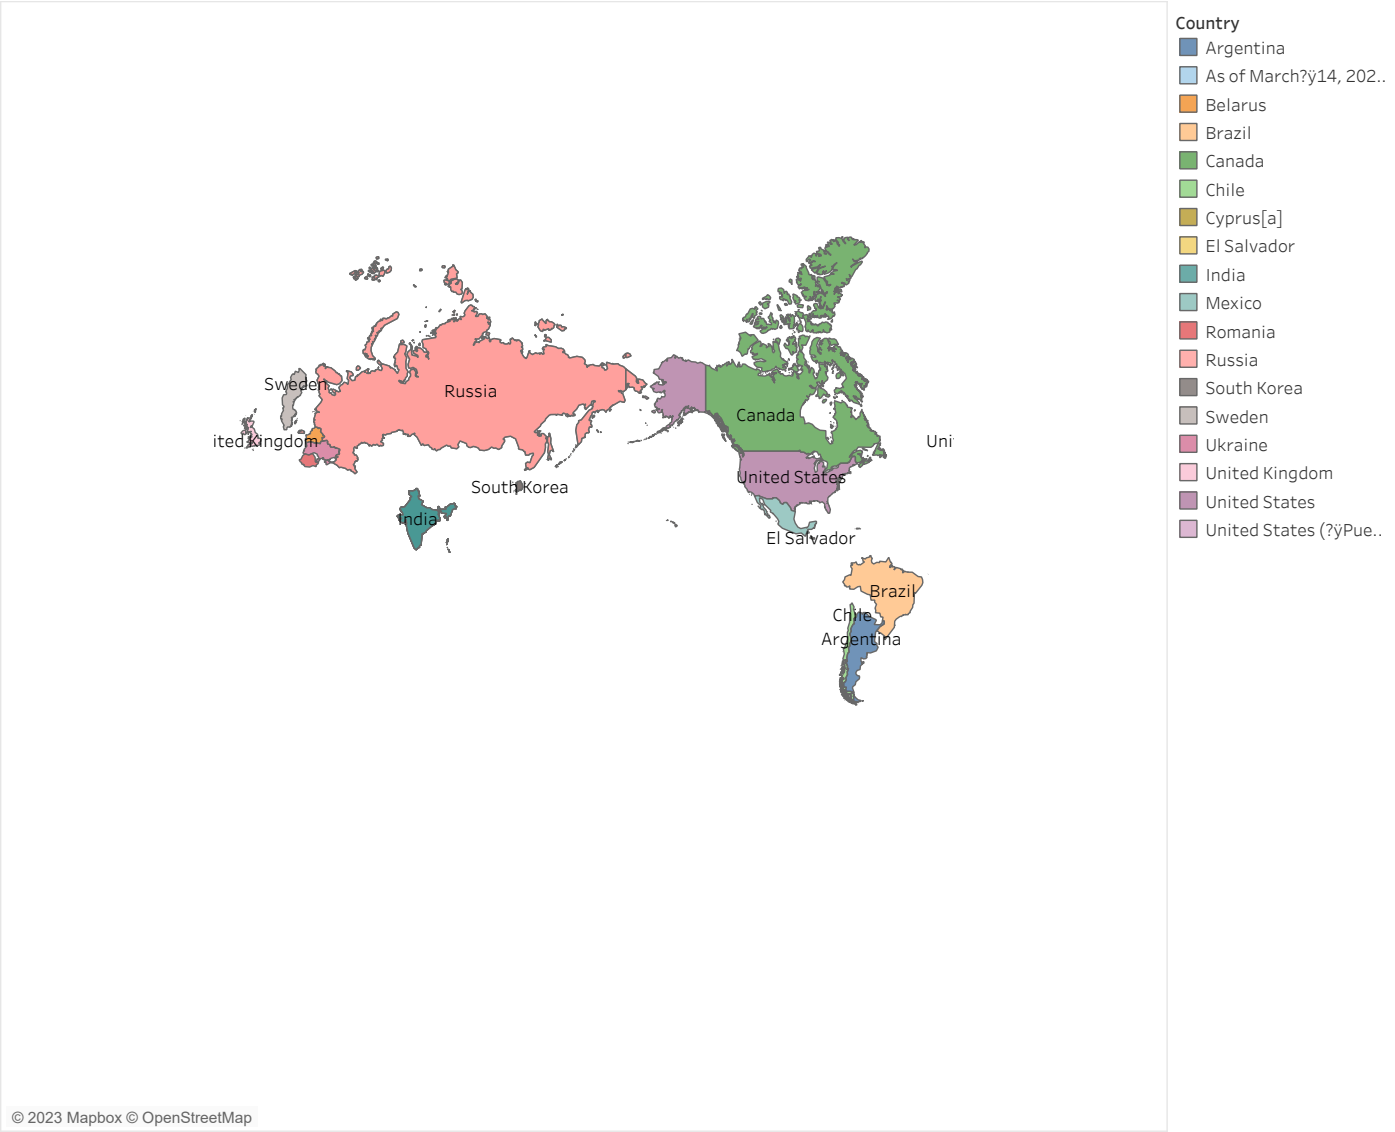 Country
Argentina
As of March?ÿ14, 202..
Belarus
Brazil
Canada
Chile
Cyprus[a]
El Salvador
India
Mexico
Romania
Russia
South Korea
Sweden
Ukraine
United Kingdom
United States
United States (?ÿPue..
Sweden
Russia
Canada
ited Kingdom
Uni
United States
South Korea
India
El Salvador
Brazil
Chile
Argentina
© 2023 Mapbox © OpenStreetMap